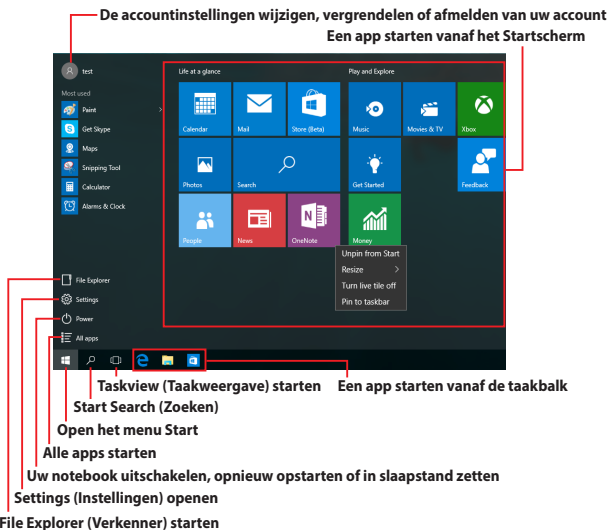 De accountinstellingen wijzigen, vergrendelen of afmelden van uw account
Een app starten vanaf het Startscherm
test
Most used
Paint
Get Skype
Maps
Snipping Tool
Calculator
Alarms & Clock
File Explorer
Settings
Power
All apps
Life at a glance
Calendar
Mail
Store (Beta)
Photos
Search
People
News
OneNote
Play and Explore
Music
Movies & TV
Xbox
Get Started
Feedback
Money
Unpin from Start
Resize
Turn live tile off
Pin to taskbar
Taskview (Taakweergave) starten
Een app starten vanaf de taakbalk
Start Search (Zoeken)
Open het menu Start
Alle apps starten
Uw notebook uitschakelen, opnieuw opstarten of in slaapstand zetten
Settings (Instellingen) openen
File Explorer (Verkenner) starten